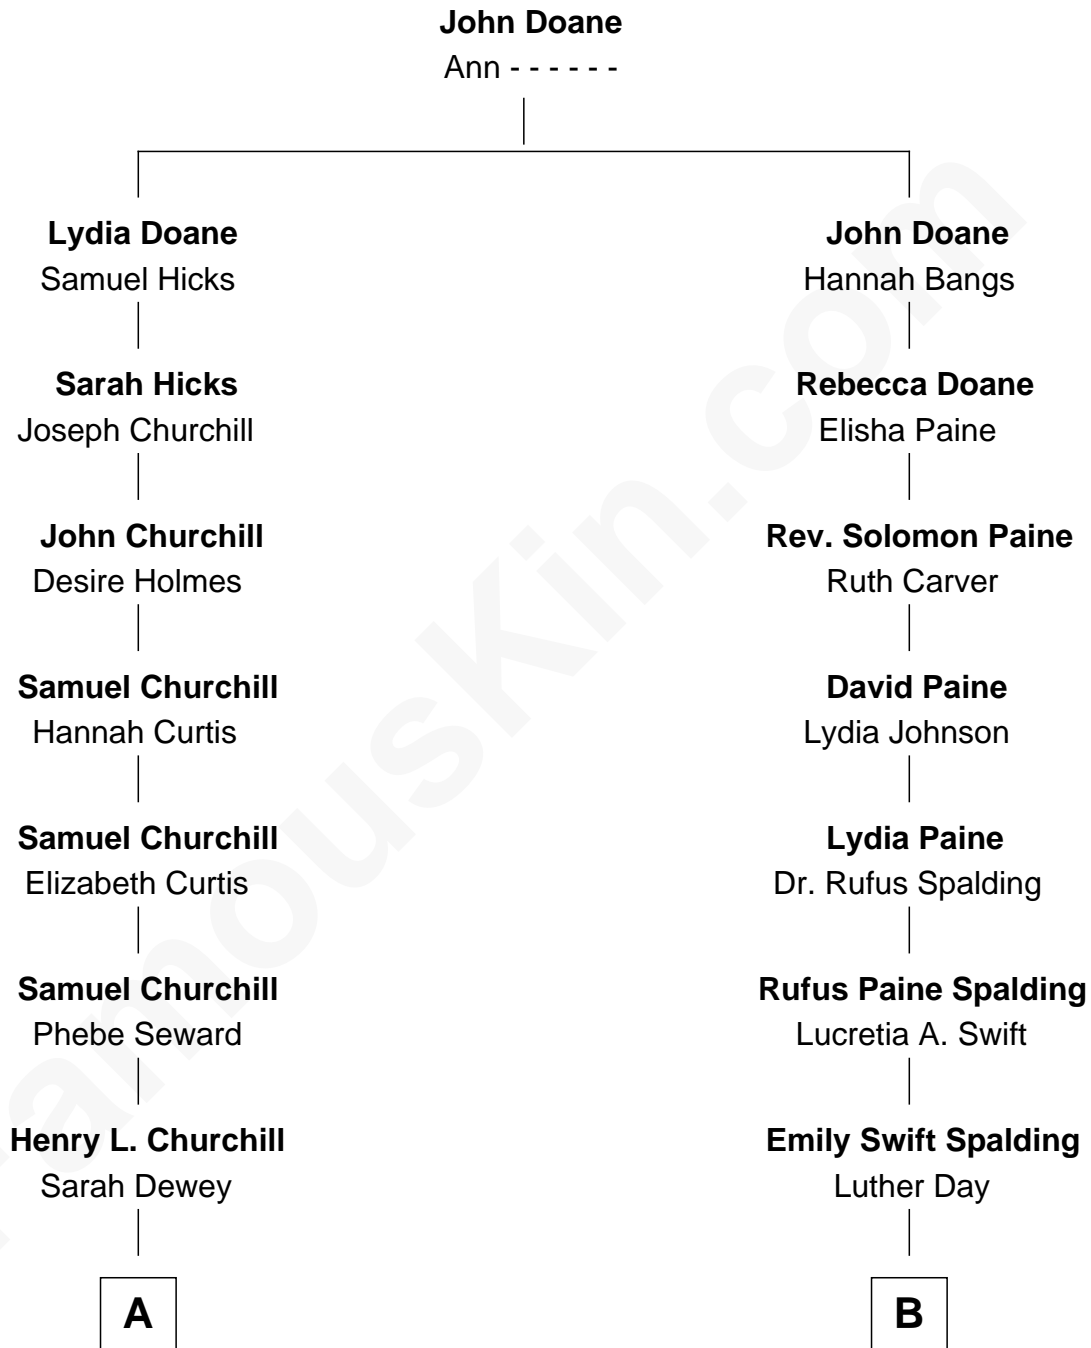 John Doane
Ann - - - - - -
Lydia Doane
Samuel Hicks
John Doane
Hannah Bangs
Sarah Hicks
Joseph Churchill
Rebecca Doane
Elisha Paine
John Churchill
Desire Holmes
Rev. Solomon Paine
Ruth Carver
Samuel Churchill
Hannah Curtis
David Paine
Lydia Johnson
Samuel Churchill
Elizabeth Curtis
Lydia Paine
Dr. Rufus Spalding
Samuel Churchill
Phebe Seward
Rufus Paine Spalding
Lucretia A. Swift
Henry L. Churchill
Sarah Dewey
Emily Swift Spalding
Luther Day
A
B
FamousKin.com